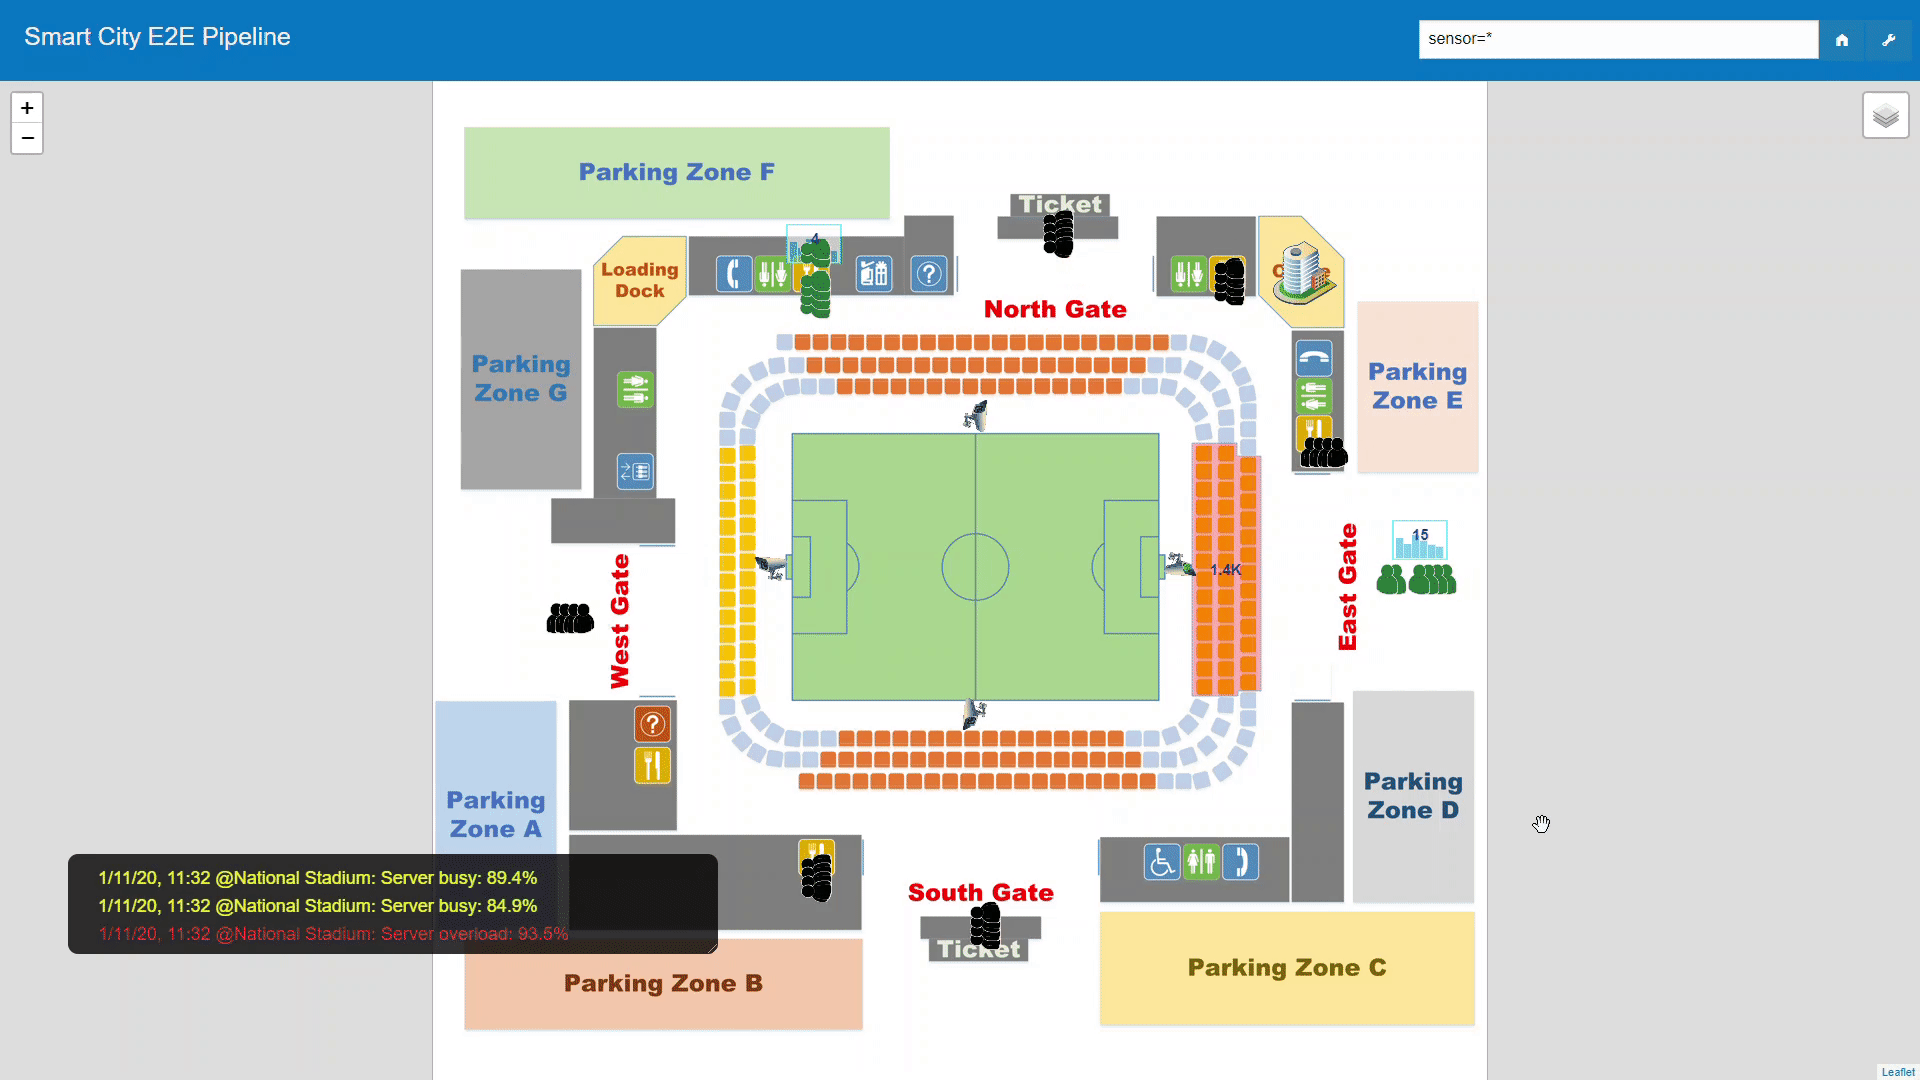 Smart City E2E Pipeline
sensor=*
+
−
Parking Zone F
Ticket
4
Loading
Dock
?
North Gate
Parking
Zone G
Parking
Zone E
15
1.4K
West Gate
East Gate
?
Parking
Zone A
Parking
Zone D
1/11/20, 11:32 @National Stadium: Server busy: 89.4%
1/11/20, 11:32 @National Stadium: Server busy: 84.9%
1/11/20, 11:32 @National Stadium: Server overload: 93.5%
South Gate
Ticket
Parking Zone B
Parking Zone C
Leaflet